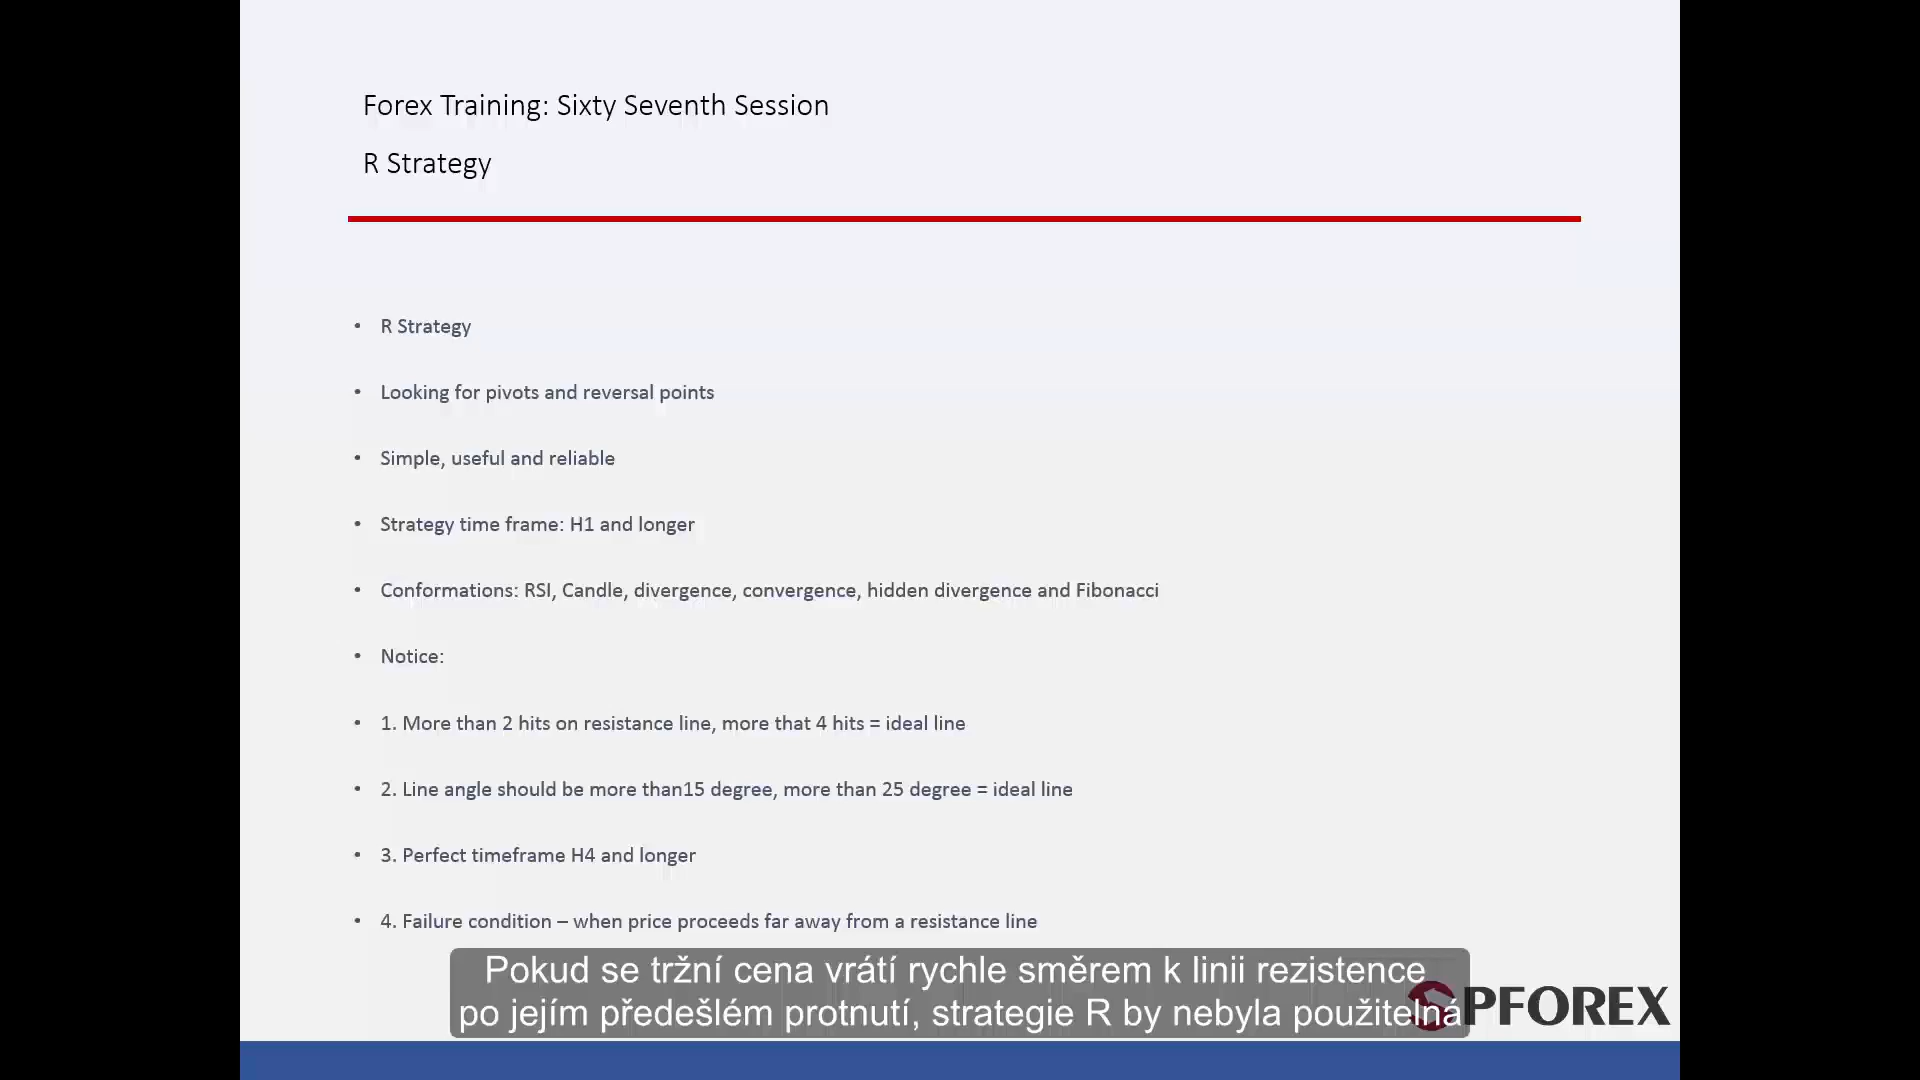 Forex Training: Sixty Seventh Session
R Strategy
• R Strategy
• Looking for pivots and reversal points
• Simple, useful and reliable
• Strategy time frame: H1 and longer
• Conformations: RSI, Candle, divergence, convergence, hidden divergence and Fibonacci
• Notice:
• 1. More than 2 hits on resistance line, more that 4 hits = ideal line
• 2. Line angle should be more than15 degree, more than 25 degree = ideal line
• 3. Perfect timeframe H4 and longer
• 4. Failure condition – when price proceeds far away from a resistance line
Pokud se tržní cena vrátí rychle směrem k linii rezistence
po jejím předešlém protnutí, strategie R by nebyla použitelná
PFOREX